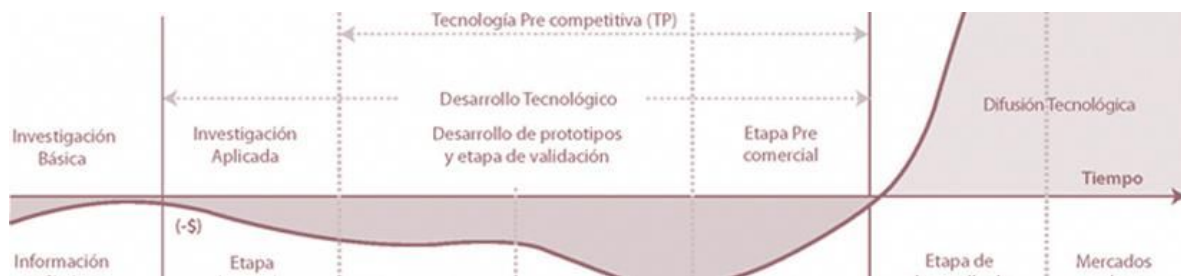 Tecnología Pre competitiva (TP)
Desarrollo Tecnológico
Difusión Tecnológica
Investigación
Básica
Investigación
Aplicada
Desarrollo de prototipos
y etapa de validación
Etapa Pre
comercial
Tiempo
(-$)
Información
Etapa
Etapa de
Mercados